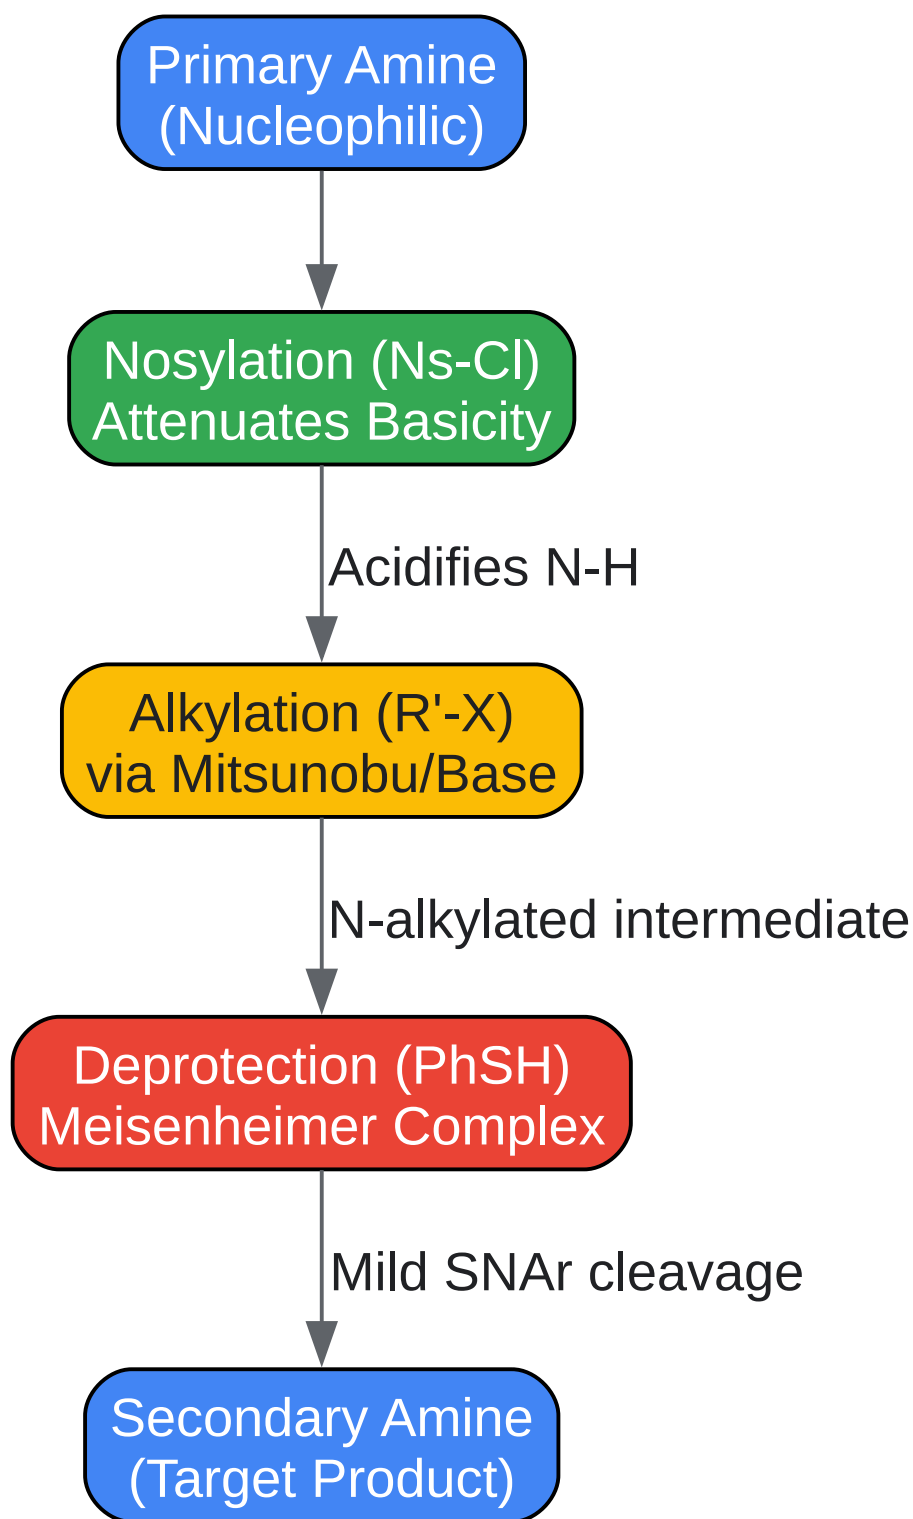 Primary Amine
(Nucleophilic)
Nosylation (Ns-Cl)
Attenuates Basicity
Acidifies N-H
Alkylation (R'-X)
via Mitsunobu/Base
N-alkylated intermediate
Deprotection (PhSH)
Meisenheimer Complex
Mild SNAr cleavage
Secondary Amine
(Target Product)